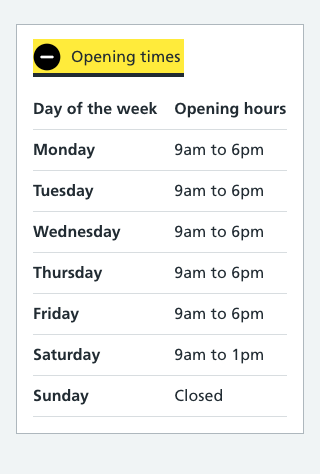 Opening times
Day of the week Opening hours
Monday 9am to 6pm
Tuesday 9am to 6pm
Wednesday 9am to 6pm
Thursday 9am to 6pm
Friday 9am to 6pm
Saturday 9am to 1pm
Sunday Closed